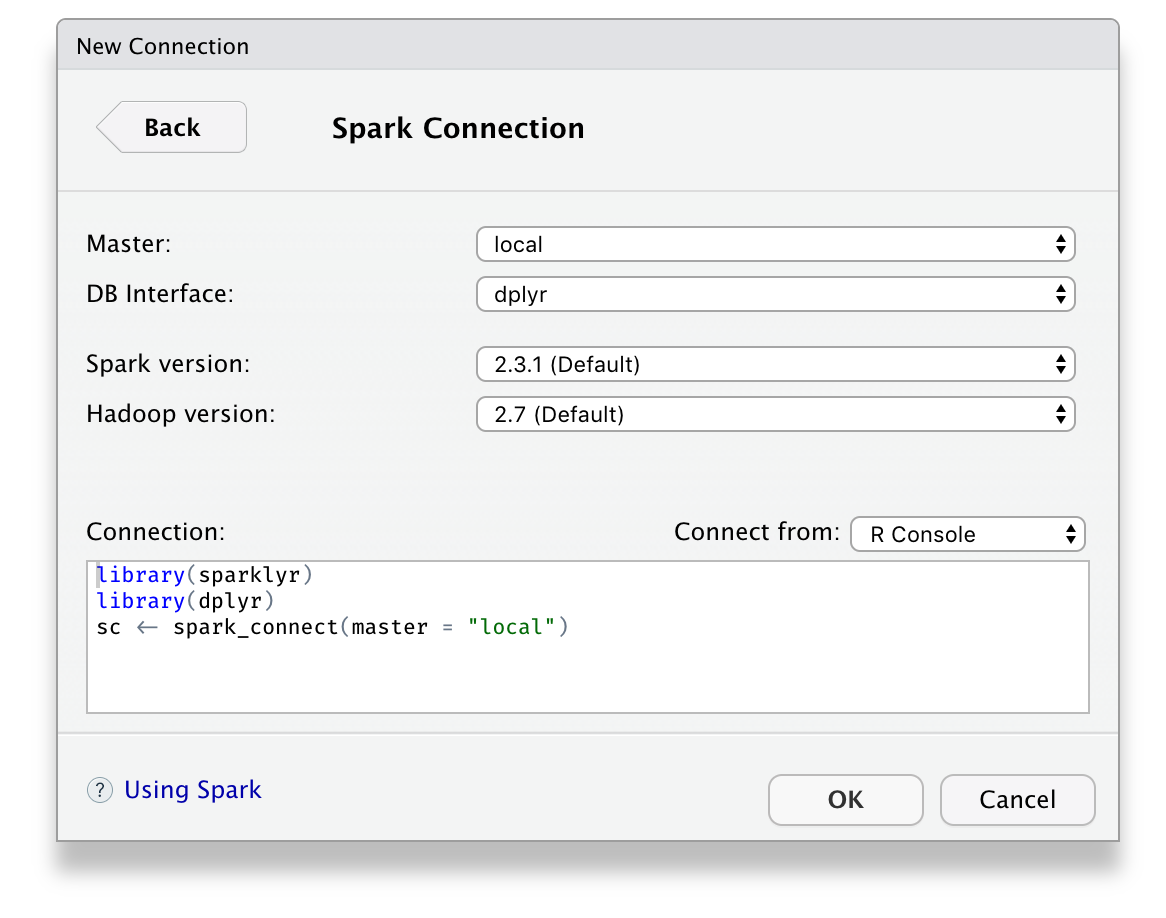 New Connection
Back
Spark Connection
Master:
local
DB Interface:
dplyr
Spark version:
2.3.1 (Default)
Hadoop version:
2.7 (Default)
Connection:
Connect from:
R Console
library(sparklyr)
library(dplyr)
sc ← spark_connect(master = "local")
? Using Spark
OK
Cancel